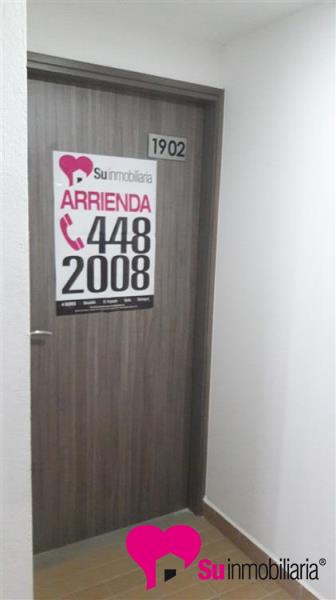 1902
Su inmobiliaria
ARRIENDA
448
2008
Su inmobiliaria®